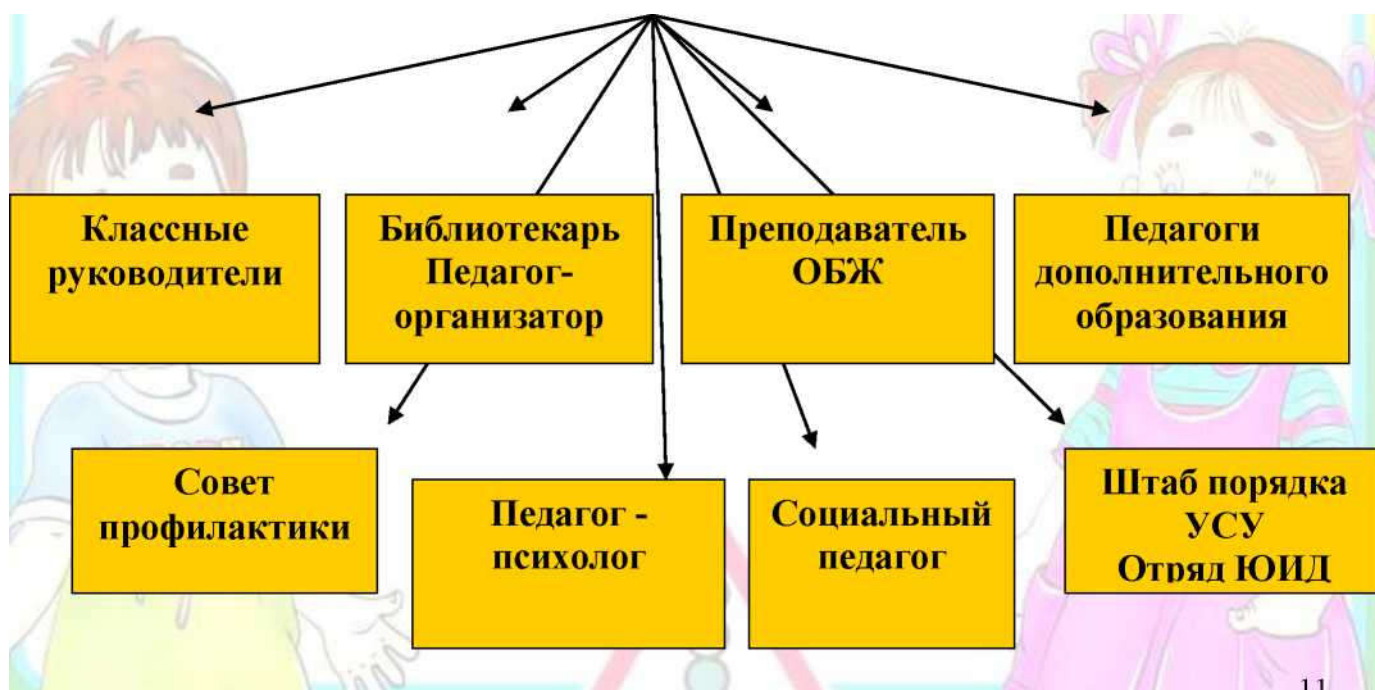 Классные
руководители
Библиотекарь
Педагог-
организатор
Преподаватель
ОБЖ
Педагоги
дополнительного
образования
Совет
профилактики
Педагог -
психолог
Социальный
педагог
Штаб порядка
УСУ
Отряд ЮИД
11